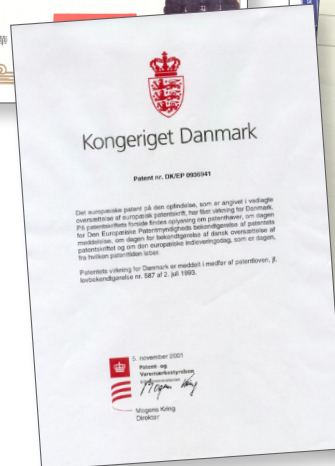 Kongeriget Danmark
Patent nr. DK/EP 0936941
Det europæiske patent på den opfindelse, som er angivet i vedlagte
oversættelse af europæisk patentskrift, har fået virkning for Danmark.
På patentskriftets forside findes oplysning om patenthaver, om dagen
for Den Europæiske Patentmyndigheds bekendtgørelse af patentets
meddelelse, om dagen for bekendtgørelse af dansk oversættelse af
patentskriftet og om den europæiske indleveringsdag, som er dagen,
fra hvilken patenttiden løber.
Patentets virkning for Danmark er meddelt i medfør af patentloven, jf.
lovbekendtgørelse nr. 587 af 2. juli 1993.
5. november 2001
Patent- og
Varemærkestyrelsen
Mogens Kring
Mogens Kring
Direktør